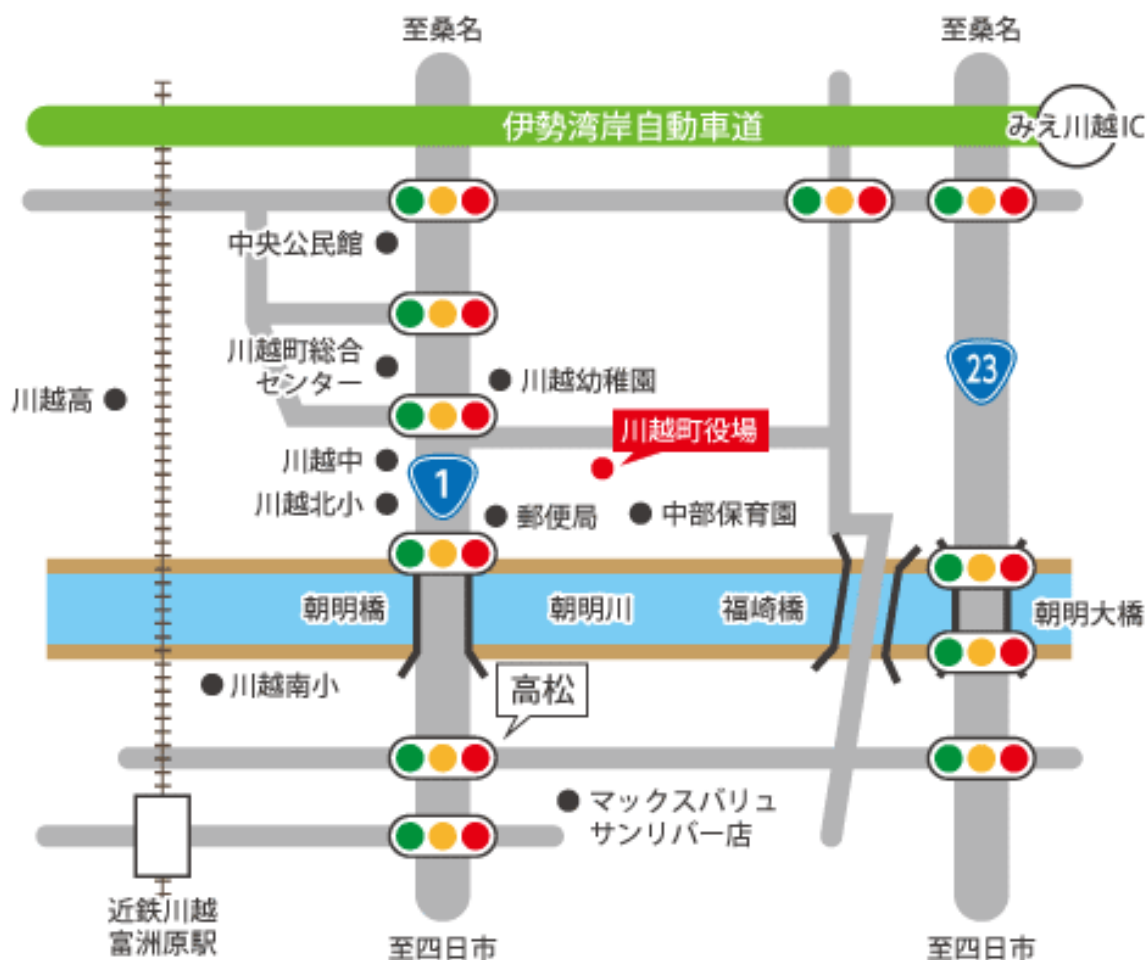 至桑名
至桑名
伊勢湾岸自動車道
みえ川越IC
中央公民館
川越町総合
センター
川越幼稚園
23
川越高
川越町役場
川越中
1
川越北小
郵便局
中部保育園
朝明橋
朝明川
福崎橋
朝明大橋
川越南小
高松
マックスバリュ
サンリバー店
近鉄川越
富洲原駅
至四日市
至四日市